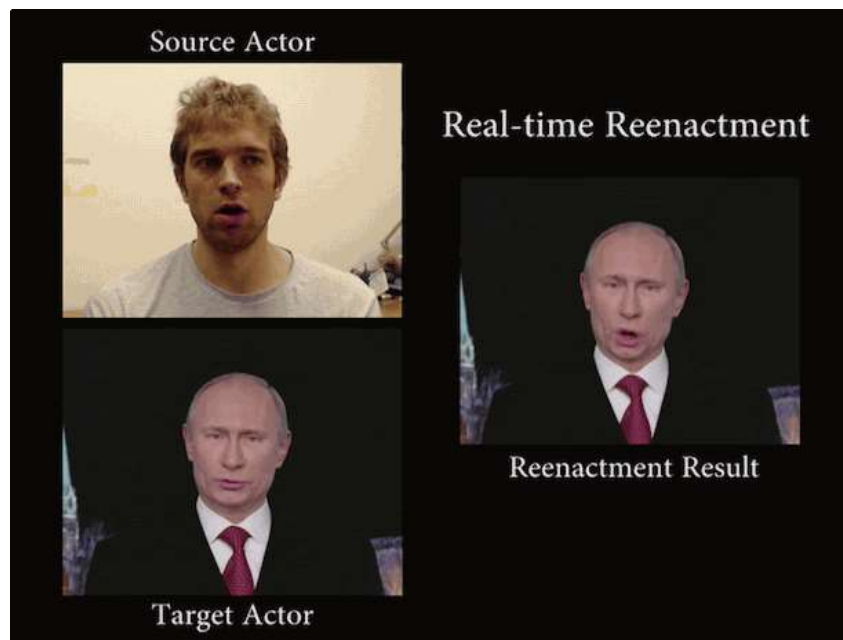 Source Actor
Real-time Reenactment
Reenactment Result
Target Actor